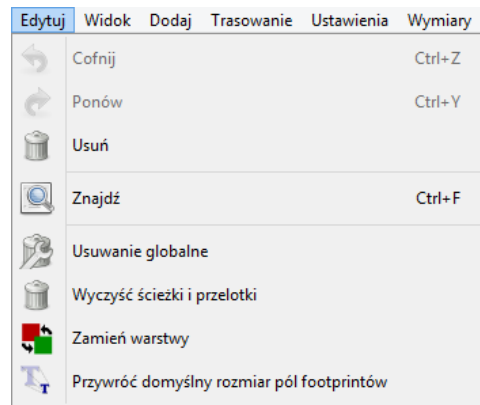 Edytuj Widok Dodaj Trasowanie Ustawienia Wymiary
Cofnij Ctrl+Z
Ponów Ctrl+Y
Usuń
Znajdź Ctrl+F
Usuwanie globalne
Wyczyść ścieżki i przelotki
Zamień warstwy
Przywróć domyślny rozmiar pól footprintów